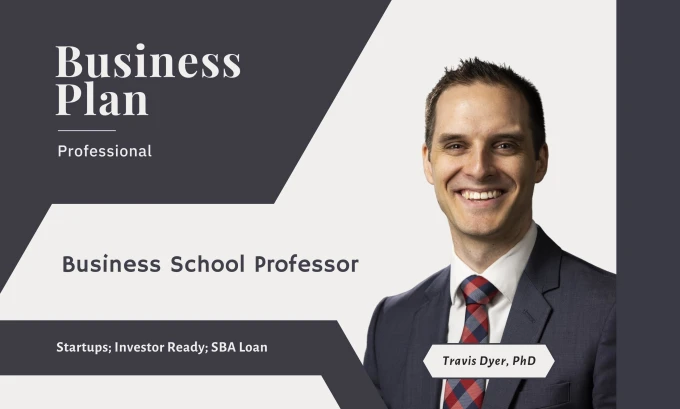 Business
Plan
Professional
Business School Professor
Startups; Investor Ready; SBA Loan
Travis Dyer, PhD